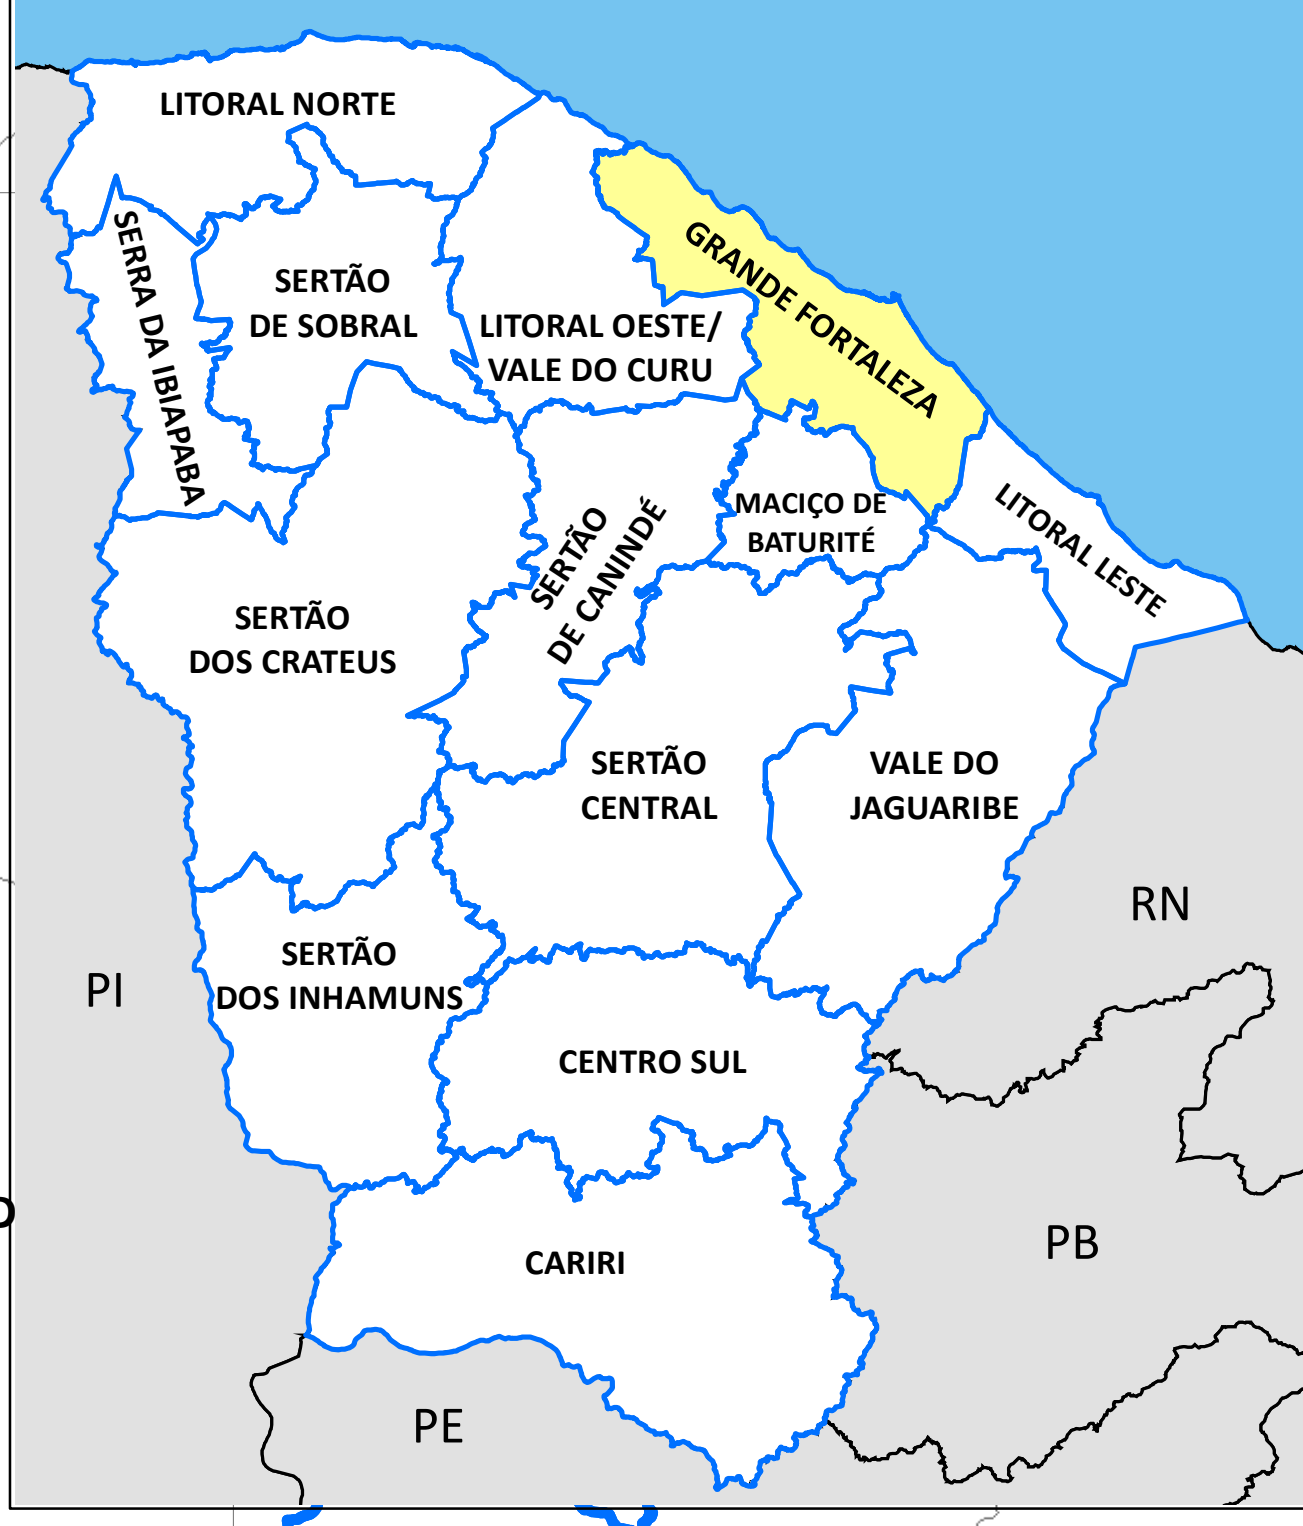 LITORAL NORTE
SERRA DA IBIAPABA
SERTÃO
DE SOBRAL
LITORAL OESTE/
VALE DO CURU
GRANDE FORTALEZA
MACIÇO DE
BATURITÉ
LITORAL LESTE
SERTÃO
DE CANINDÉ
SERTÃO
DOS CRATEUS
SERTÃO
CENTRAL
VALE DO
JAGUARIBE
RN
SERTÃO
DOS INHAMUNS
PI
CENTRO SUL
CARIRI
PB
PE